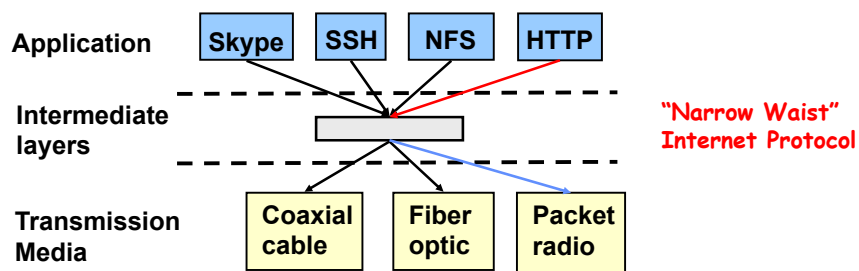 Application
Skype
SSH
NFS
HTTP
Intermediate
layers
“Narrow Waist”
Internet Protocol
Transmission
Media
Coaxial
cable
Fiber
optic
Packet
radio